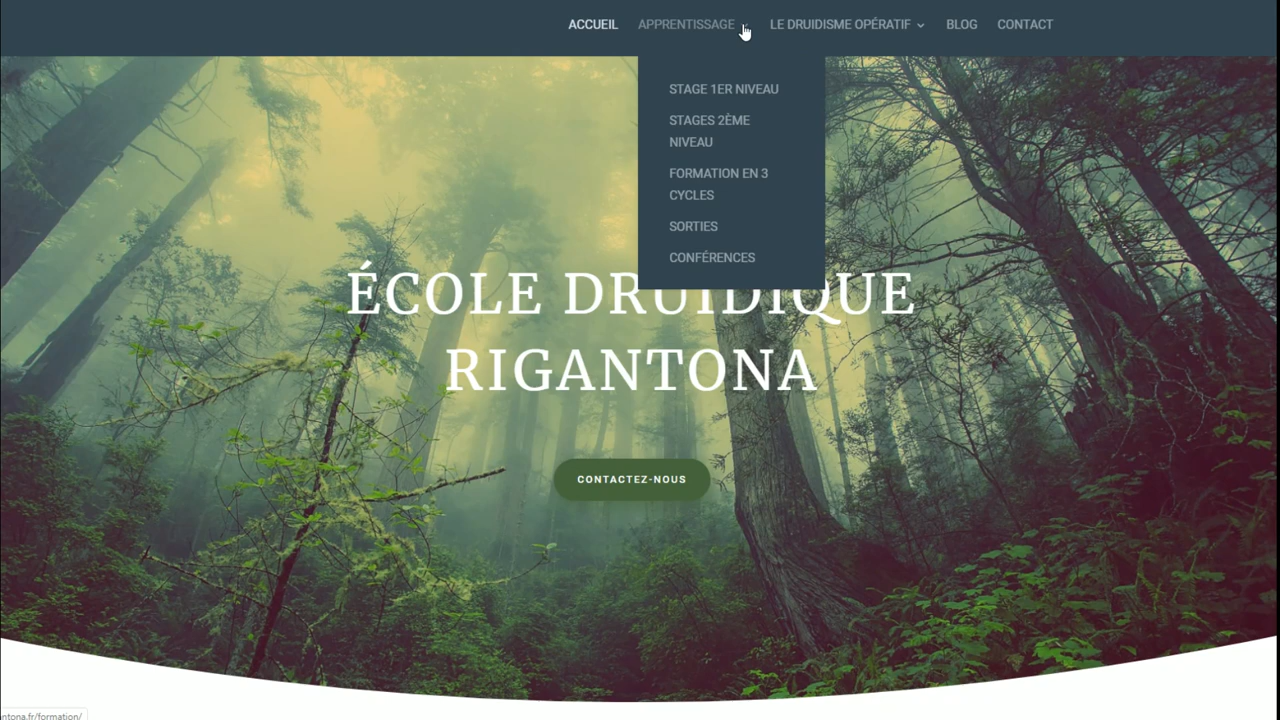 ACCUEIL APPRENTISSAGE LE DRUIDISME OPÉRATIF BLOG CONTACT
STAGE 1ER NIVEAU
STAGES 2ÈME
NIVEAU
FORMATION EN 3
CYCLES
SORTIES
CONFÉRENCES
ÉCOLE DRUIDIQUE
RIGANTONA
CONTACTEZ-NOUS
ntona.fr/formation/